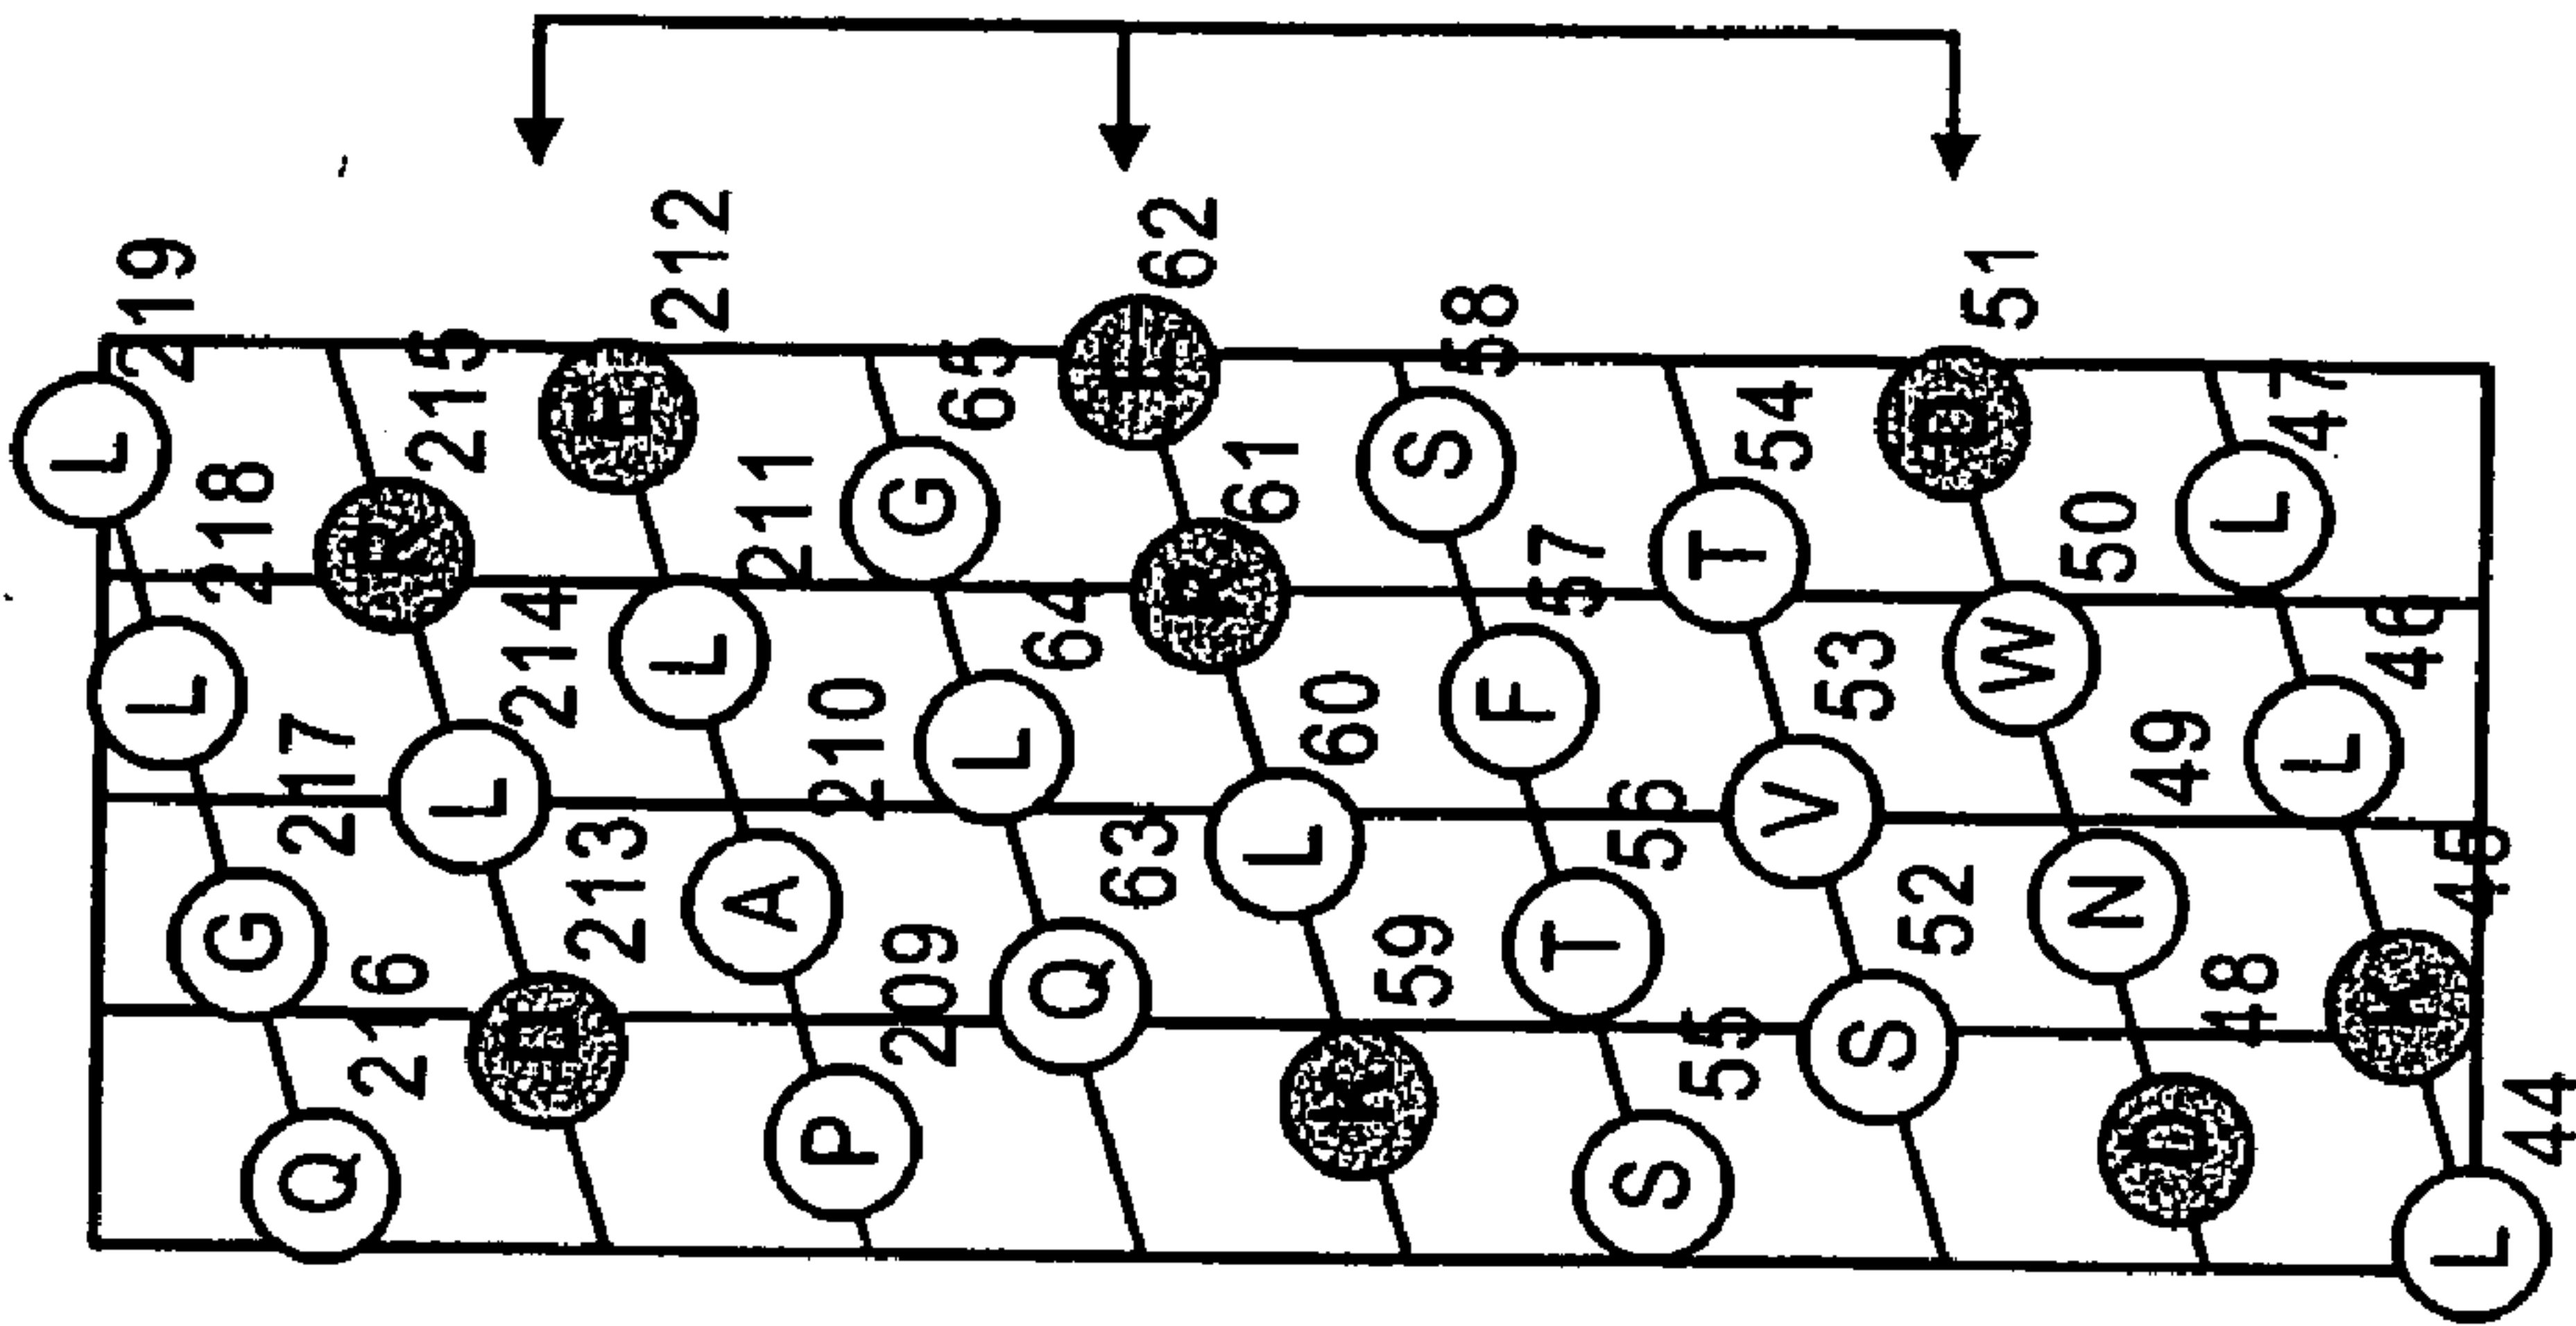 Q 216 G 217 L 218 L 219
D 213 L 214 R 215
P 209 A 210 L 211 E 212
Q 63 L 64 G 65
K 59 L 60 R 61 E 62
S 55 T 56 F 57 S 58
S 52 V 53 T 54
D 48 N 49 W 50 D 51
L 44 K 45 L 46 L 47